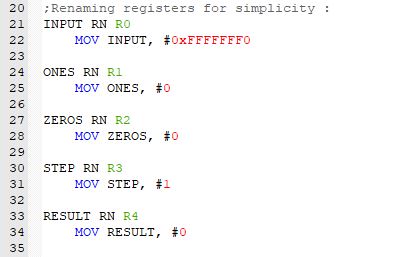 20 ;Renaming registers for simplicity :
21 INPUT RN R0
22 MOV INPUT, #0xFFFFFFF0
23
24 ONES RN R1
25 MOV ONES, #0
26
27 ZEROS RN R2
28 MOV ZEROS, #0
29
30 STEP RN R3
31 MOV STEP, #1
32
33 RESULT RN R4
34 MOV RESULT, #0
35